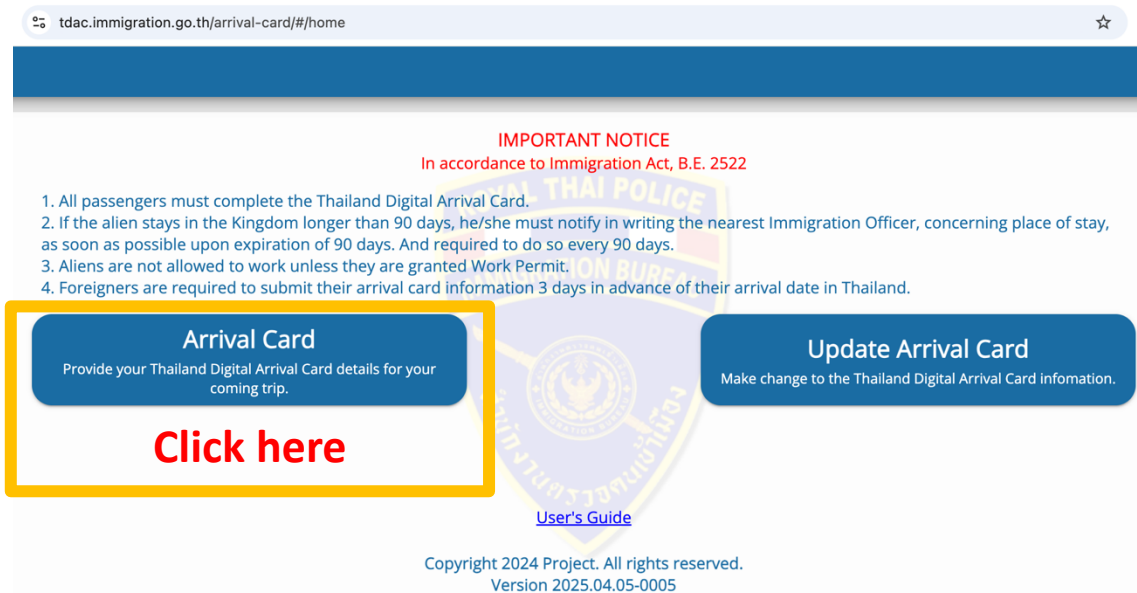 tdac.immigration.go.th/arrival-card/#/home
IMPORTANT NOTICE
In accordance to Immigration Act, B.E. 2522
1. All passengers must complete the Thailand Digital Arrival Card.
2. If the alien stays in the Kingdom longer than 90 days, he/she must notify in writing the nearest Immigration Officer, concerning place of stay,
as soon as possible upon expiration of 90 days. And required to do so every 90 days.
3. Aliens are not allowed to work unless they are granted Work Permit.
4. Foreigners are required to submit their arrival card information 3 days in advance of their arrival date in Thailand.
ROYAL THAI POLICE
IMMIGRATION BUREAU
Arrival Card
Provide your Thailand Digital Arrival Card details for your
coming trip.
Update Arrival Card
Make change to the Thailand Digital Arrival Card infomation.
Click here
User's Guide
Copyright 2024 Project. All rights reserved.
Version 2025.04.05-0005